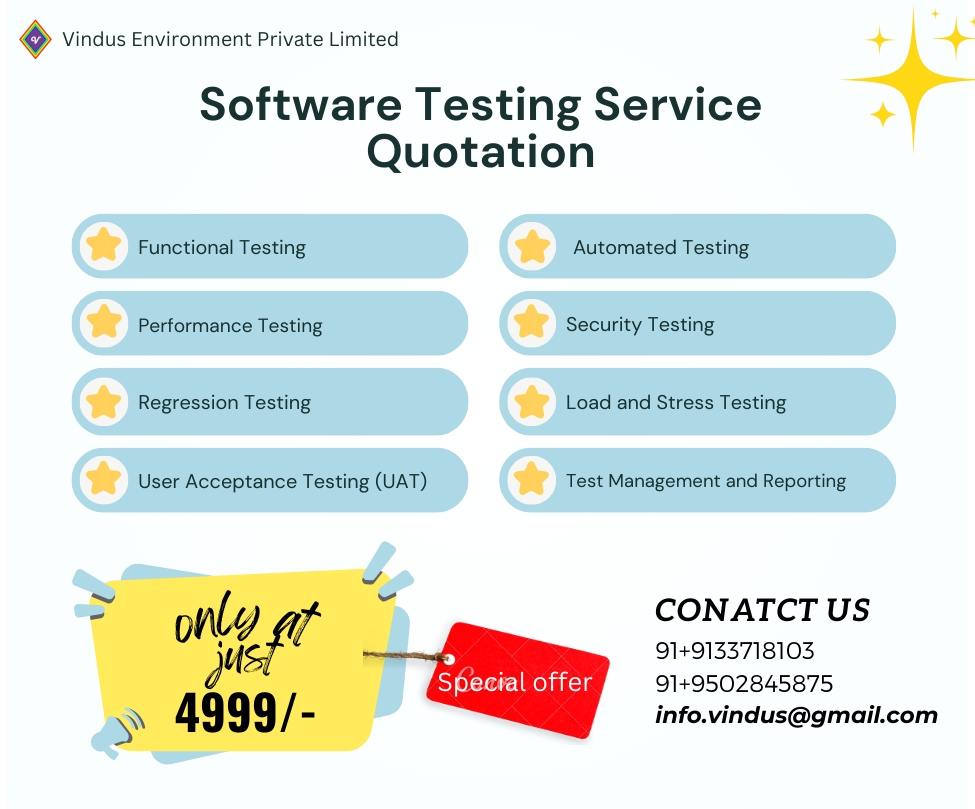 Vindus Environment Private Limited
Software Testing Service
Quotation
Functional Testing
Automated Testing
Performance Testing
Security Testing
Regression Testing
Load and Stress Testing
User Acceptance Testing (UAT)
Test Management and Reporting
only at
just
4999/-
Special offer
CONATCT US
91+9133718103
91+9502845875
info.vindus@gmail.com